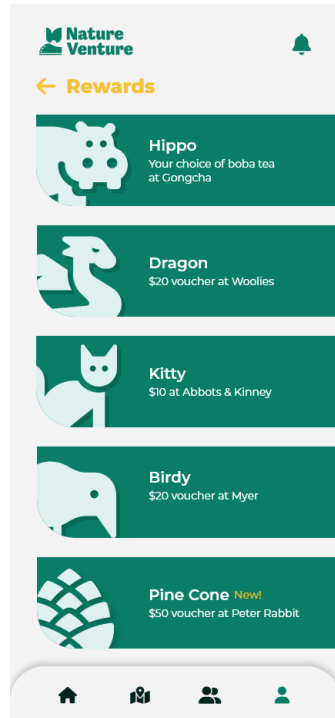 Nature
Venture
Rewards
Hippo
Your choice of boba tea
at Gongcha
Dragon
$20 voucher at Woolies
Kitty
$10 at Abbots & Kinney
Birdy
$20 voucher at Myer
Pine Cone New!
$50 voucher at Peter Rabbit